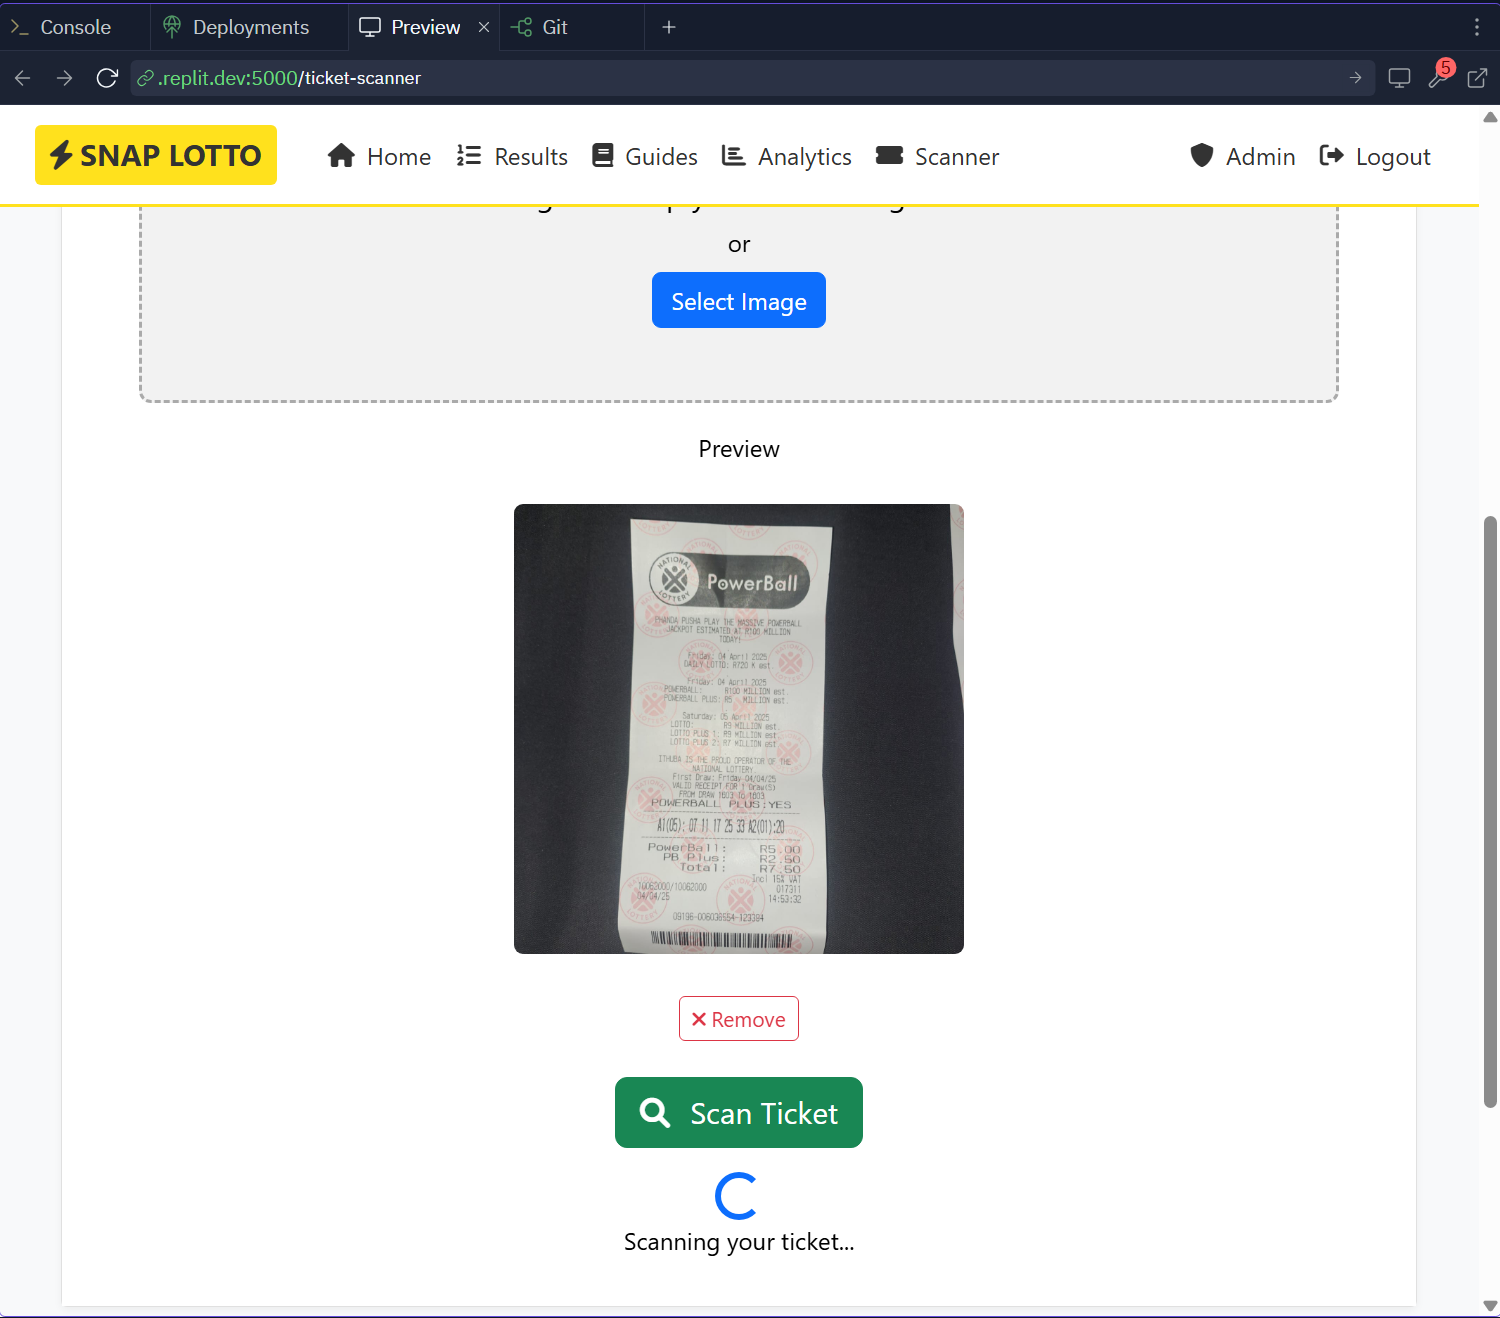 Console
Deployments
Preview
Git
.replit.dev:5000/ticket-scanner
5
SNAP LOTTO
Home
Results
Guides
Analytics
Scanner
Admin
Logout
or
Select Image
Preview
NATIONAL LOTTERY
PowerBall
PHANDA PUSHA PLAY THE MASSIVE POWERBALL
JACKPOT ESTIMATED AT R100 MILLION
TODAY!
Friday: 04 April 2025
DAILY LOTTO: R720 K est
Friday: 04 April 2025
POWERBALL: R100 MILLION est.
POWERBALL PLUS: R5 MILLION est.
Saturday: 05 April 2025
LOTTO: R9 MILLION est
LOTTO PLUS 1: R9 MILLION est
LOTTO PLUS 2: R7 MILLION est
ITHUBA IS THE PROUD OPERATOR OF THE
NATIONAL LOTTERY.
First Draw: Friday 04/04/25
VALID RECEIPT FOR 1 Draw(S)
FROM DRAW 1603 TO 1603
POWERBALL PLUS:YES
A1(05): 07 11 17 25 33 A2(01):20
PowerBall: R5.00
PB Plus: R2.50
Total: R7.50
Incl 15% VAT
10062000/10062000 017311
04/04/25 14:53:32
Remove
Scan Ticket
Scanning your ticket...